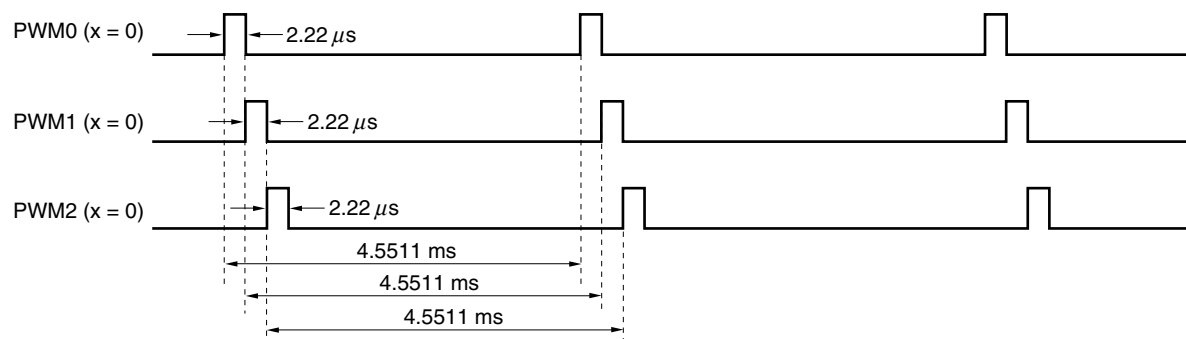 PWM0 (x = 0)
2.22 μs
PWM1 (x = 0)
2.22 μs
PWM2 (x = 0)
2.22 μs
4.5511 ms
4.5511 ms
4.5511 ms